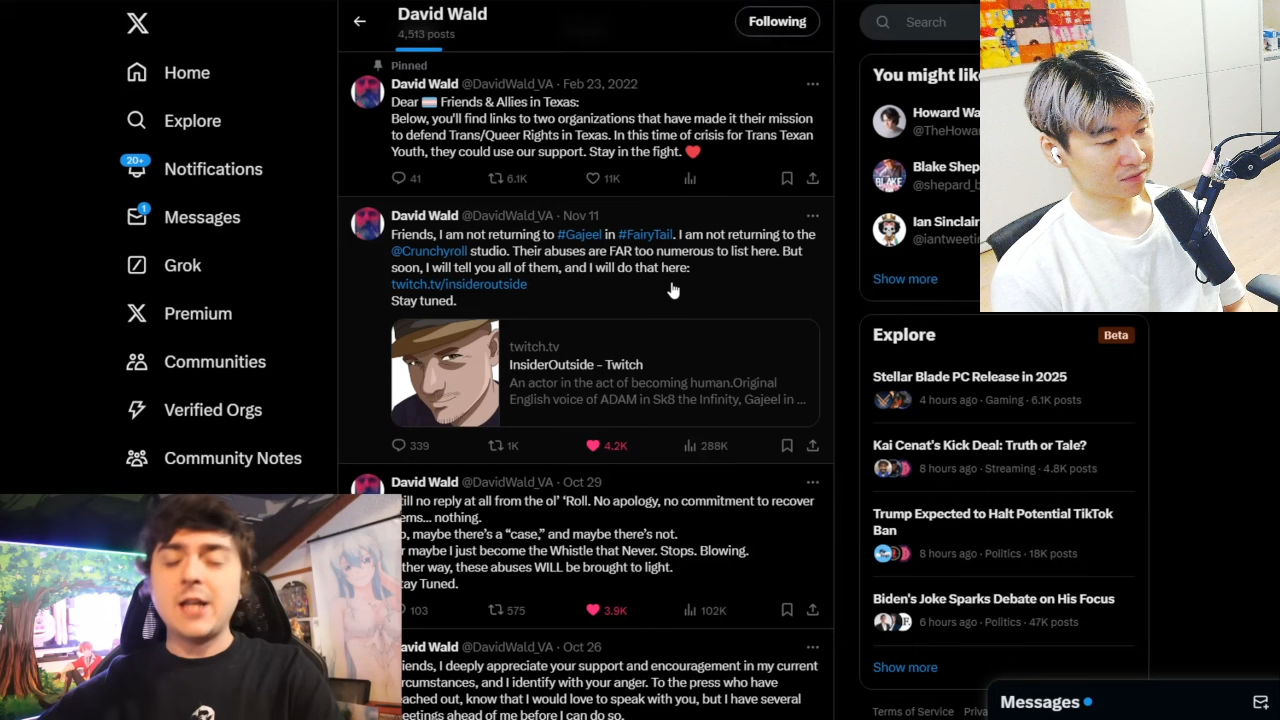 Home
Explore
20+
Notifications
1
Messages
Grok
Premium
Communities
Verified Orgs
Community Notes
David Wald
4,513 posts
Following
Pinned
David Wald @DavidWald_VA · Feb 23, 2022
Dear Friends & Allies in Texas:
Below, you'll find links to two organizations that have made it their mission
to defend Trans/Queer Rights in Texas. In this time of crisis for Trans Texan
Youth, they could use our support. Stay in the fight. ❤️
41 6.1K 11K
David Wald @DavidWald_VA · Nov 11
Friends, I am not returning to #Gajeel in #FairyTail. I am not returning to the
@Crunchyroll studio. Their abuses are FAR too numerous to list here. But
soon, I will tell you all of them, and I will do that here:
twitch.tv/insideroutside
Stay tuned.
twitch.tv
InsiderOutside – Twitch
An actor in the act of becoming human.Original
English voice of ADAM in Sk8 the Infinity, Gajeel in ...
339 1K 4.2K 288K
David Wald @DavidWald_VA · Oct 29
no reply at all from the ol' 'Roll. No apology, no commitment to recover
nothing.
maybe there's a “case,” and maybe there's not.
maybe I just become the Whistle that Never. Stops. Blowing.
way, these abuses WILL be brought to light.
Tuned.
103 575 3.9K 102K
Wald @DavidWald_VA · Oct 26
I deeply appreciate your support and encouragement in my current
and I identify with your anger. To the press who have
out, know that I would love to speak with you, but I have several
ahead of me before I can do so.
Search
You might
Howard
Blake
@shepard_b
Ian Sinclair
Show more
Explore
Beta
Stellar Blade PC Release in 2025
4 hours ago · Gaming · 6.1K posts
Kai Cenat's Kick Deal: Truth or Tale?
8 hours ago · Streaming · 4.8K posts
Trump Expected to Halt Potential TikTok
Ban
8 hours ago · Politics · 18K posts
Biden's Joke Sparks Debate on His Focus
6 hours ago · Politics · 47K posts
Show more
Terms of Service
Messages